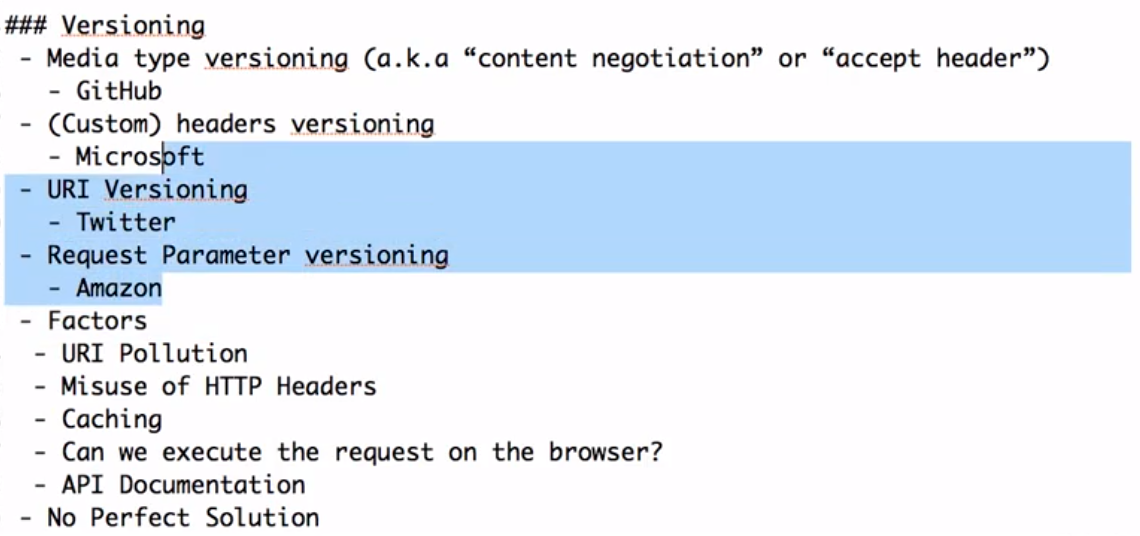 ### Versioning
- Media type versioning (a.k.a “content negotiation” or “accept header”)
- GitHub
- (Custom) headers versioning
- Microsoft
- URI Versioning
- Twitter
- Request Parameter versioning
- Amazon
- Factors
- URI Pollution
- Misuse of HTTP Headers
- Caching
- Can we execute the request on the browser?
- API Documentation
- No Perfect Solution